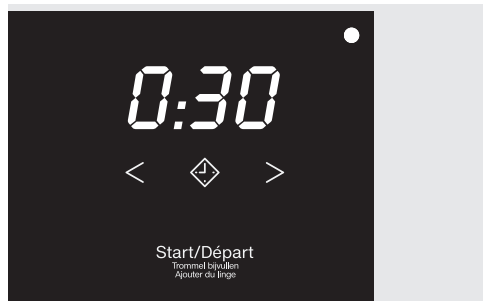 0:30
< >
Start/Départ
Trommel bijvullen
Ajouter du linge